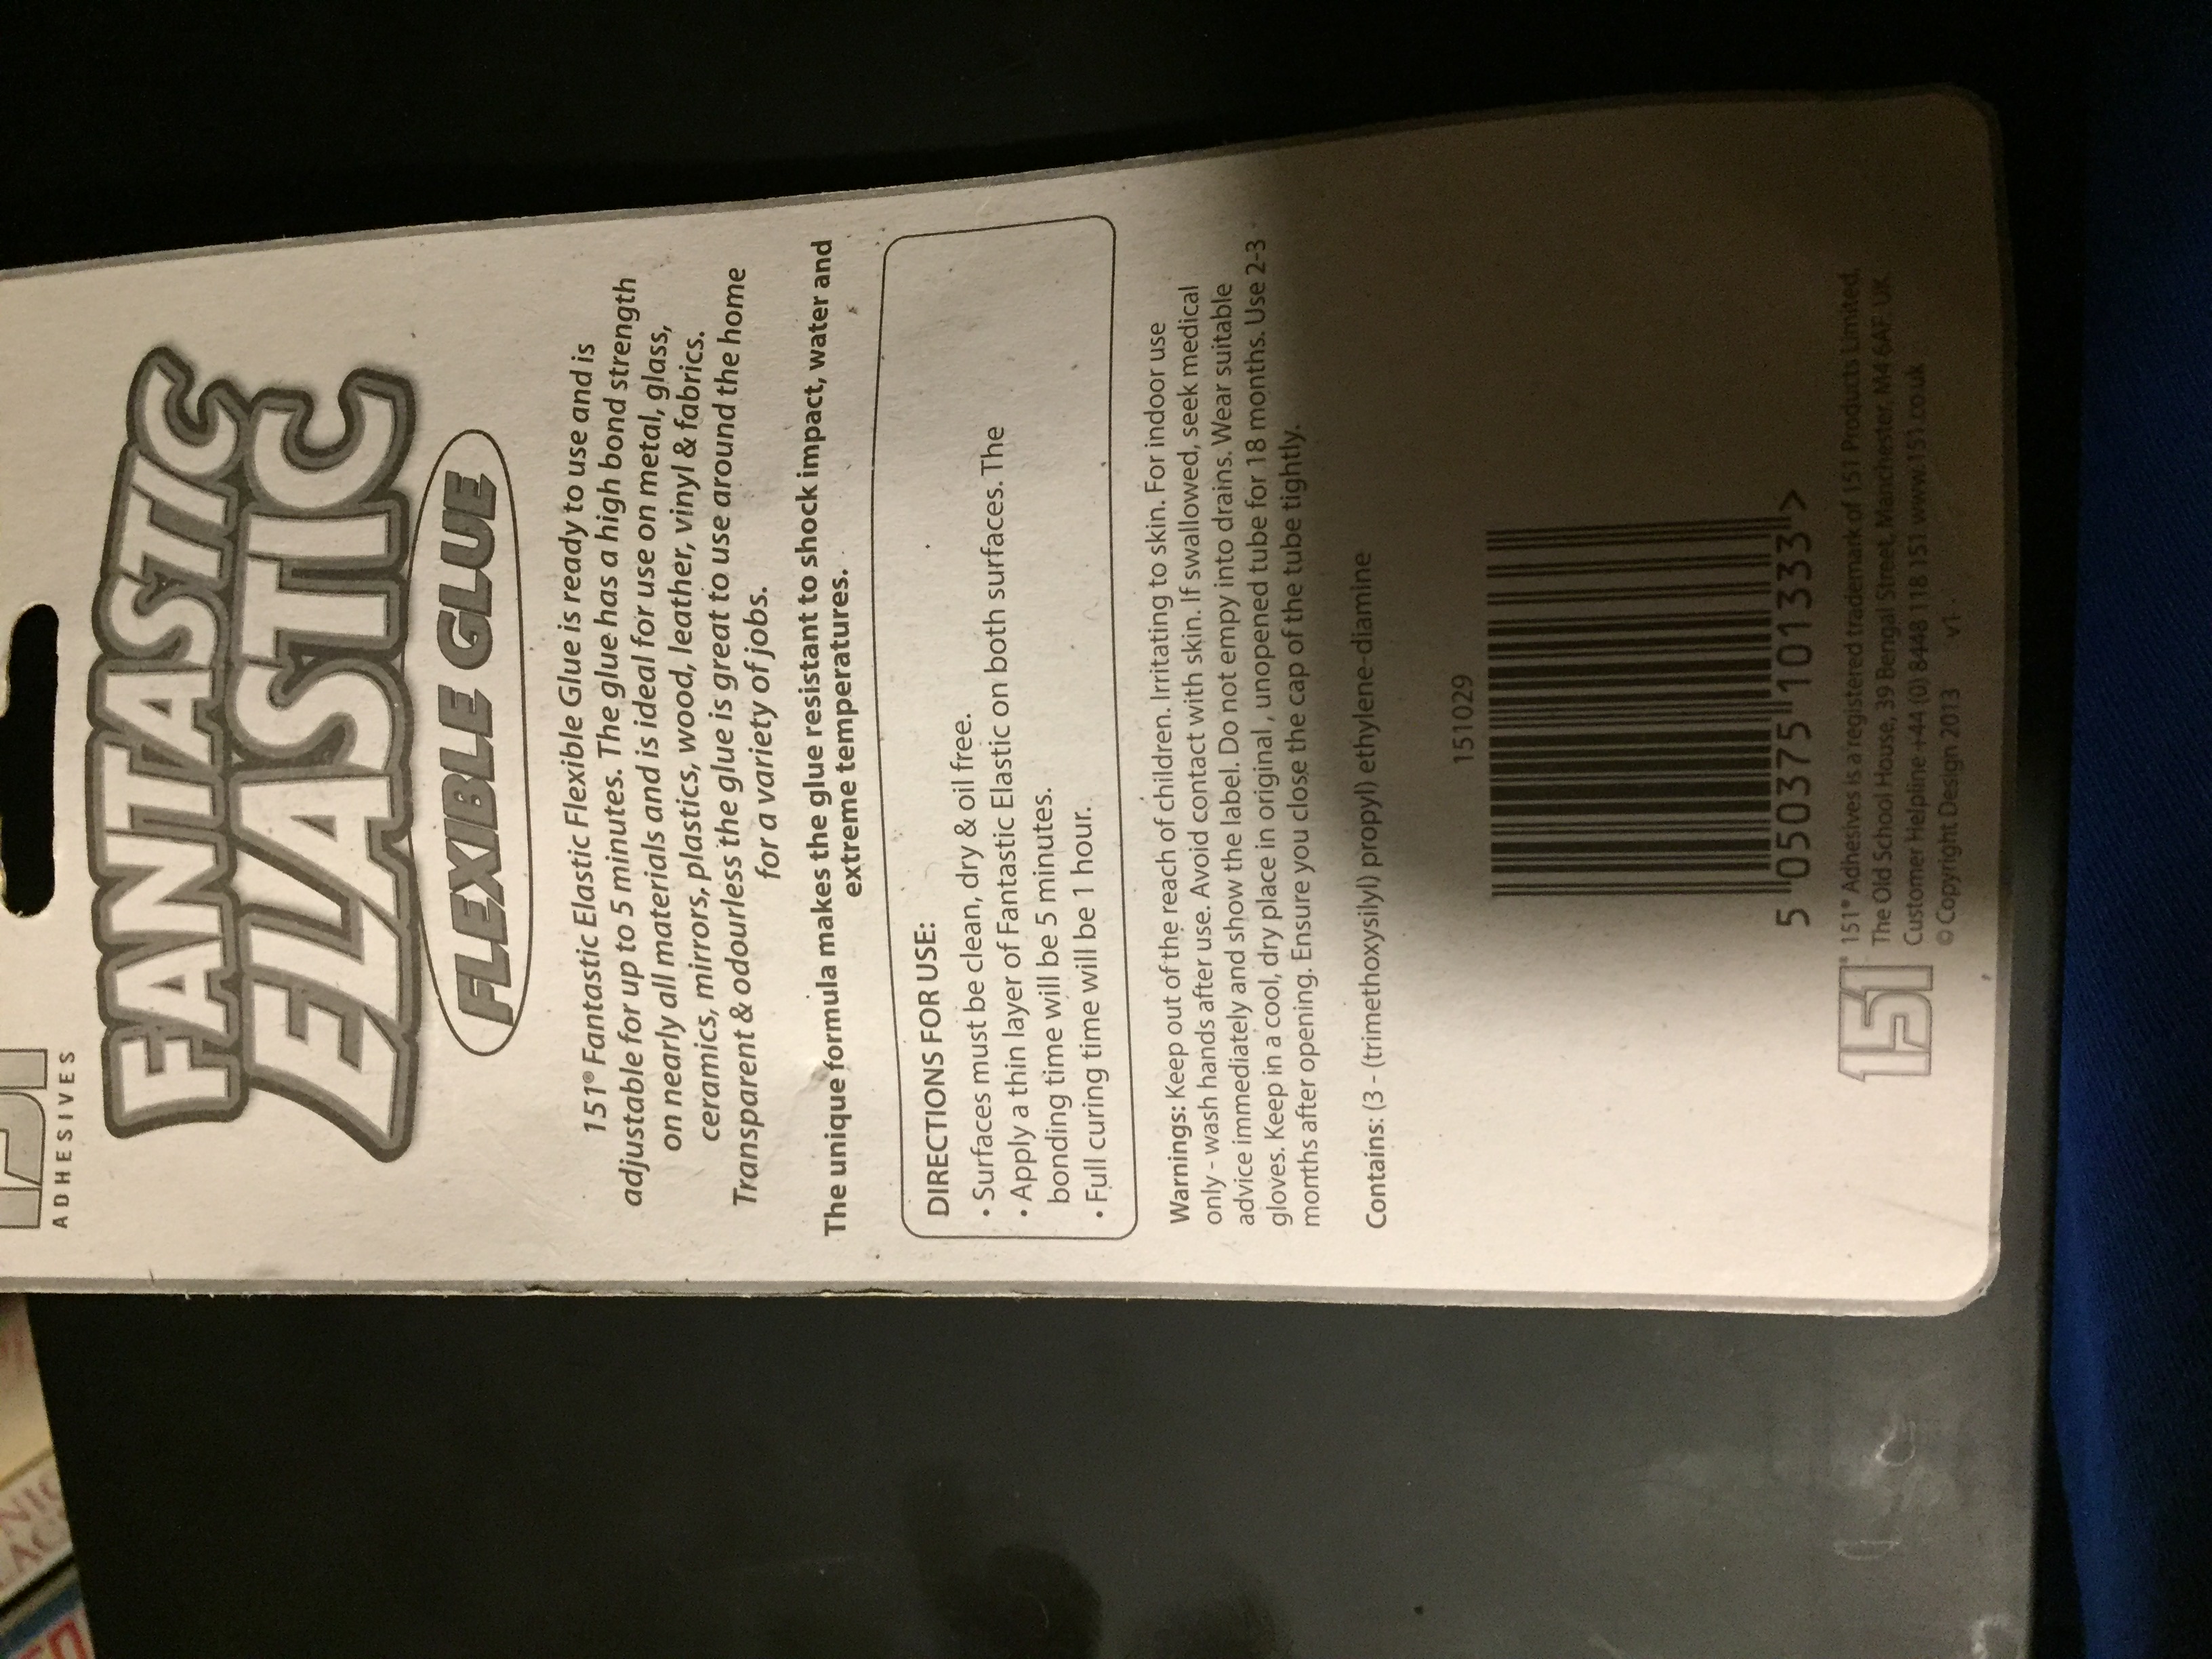 ADHESIVES
FANTASTIC
ELASTIC
FLEXIBLE GLUE
151® Fantastic Elastic Flexible Glue is ready to use and is
adjustable for up to 5 minutes. The glue has a high bond strength
on nearly all materials and is ideal for use on metal, glass,
ceramics, mirrors, plastics, wood, leather, vinyl & fabrics.
Transparent & odourless the glue is great to use around the home
for a variety of jobs.
The unique formula makes the glue resistant to shock impact, water and
extreme temperatures.
DIRECTIONS FOR USE:
• Surfaces must be clean, dry & oil free.
• Apply a thin layer of Fantastic Elastic on both surfaces. The
bonding time will be 5 minutes.
• Full curing time will be 1 hour.
Warnings: Keep out of the reach of children. Irritating to skin. For indoor use
only - wash hands after use. Avoid contact with skin. If swallowed, seek medical
advice immediately and show the label. Do not empy into drains. Wear suitable
gloves. Keep in a cool, dry place in original , unopened tube for 18 months. Use 2-3
months after opening. Ensure you close the cap of the tube tightly.
Contains: (3 - (trimethoxysilyl) propyl) ethylene-diamine
151029
5 050375 101333 >
151®
151® Adhesives is a registered trademark of 151 Products Limited,
The Old School House, 39 Bengal Street, Manchester, M4 6AF UK
Customer Helpline:+44 (0) 8448 118 151 www.151.co.uk
© Copyright Design 2013 v1